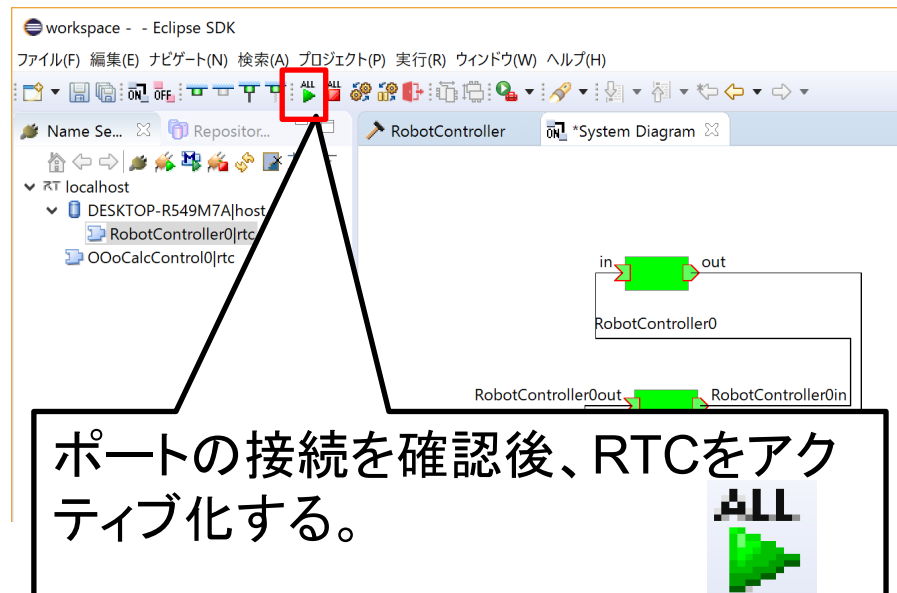 workspace - - Eclipse SDK
ファイル(F) 編集(E) ナビゲート(N) 検索(A) プロジェクト(P) 実行(R) ウィンドウ(W) ヘルプ(H)
ON OFF ALL ALL
Name Se... Repositor... RobotController ON *System Diagram
RT localhost
DESKTOP-R549M7A|host
RobotController0|rtc
OOoCalcControl0|rtc
in out
RobotController0
RobotController0out RobotController0in
ポートの接続を確認後、RTCをアク
ティブ化する。
ALL